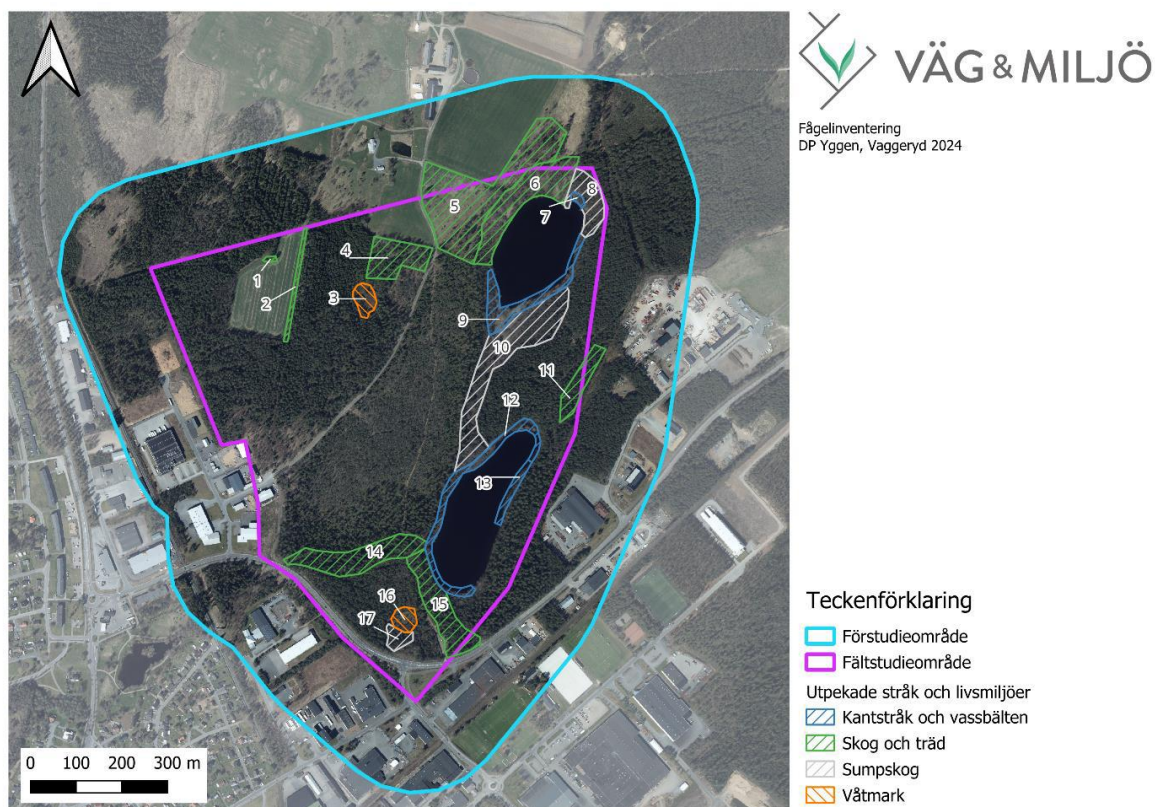 VÄG & MILJÖ
Fågelinventering
DP Yggen, Vaggeryd 2024
8
6
5
7
4
1
2
3
9
10
11
12
13
14
16
15
17
Teckenförklaring
Förstudieområde
Fältstudieområde
Utpekade stråk och livsmiljöer
Kantstråk och vassbälten
Skog och träd
Sumpskog
Våtmark
0 100 200 300 m